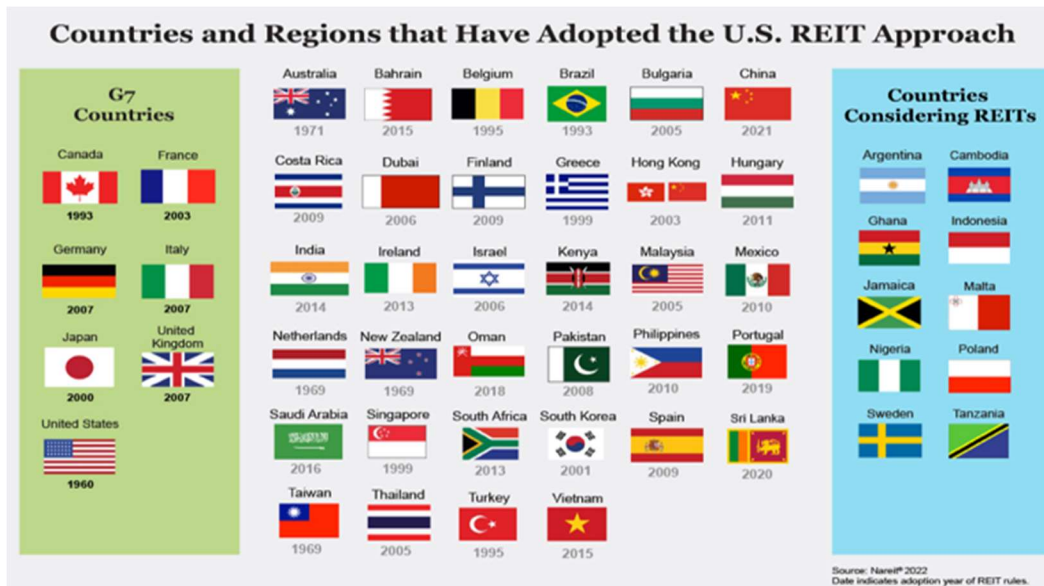 Countries and Regions that Have Adopted the U.S. REIT Approach
G7
Countries
Canada France
1993 2003
Germany Italy
2007 2007
Japan United
Kingdom
2000 2007
United States
1960
Australia Bahrain Belgium Brazil Bulgaria China
1971 2015 1995 1993 2005 2021
Costa Rica Dubai Finland Greece Hong Kong Hungary
2009 2006 2009 1999 2003 2011
India Ireland Israel Kenya Malaysia Mexico
2014 2013 2006 2014 2005 2010
Netherlands New Zealand Oman Pakistan Philippines Portugal
1969 1969 2018 2008 2010 2019
Saudi Arabia Singapore South Africa South Korea Spain Sri Lanka
2016 1999 2013 2001 2009 2020
Taiwan Thailand Turkey Vietnam
1969 2005 1995 2015
Countries
Considering REITs
Argentina Cambodia
Ghana Indonesia
Jamaica Malta
Nigeria Poland
Sweden Tanzania
Source: Nareit® 2022
Date indicates adoption year of REIT rules.